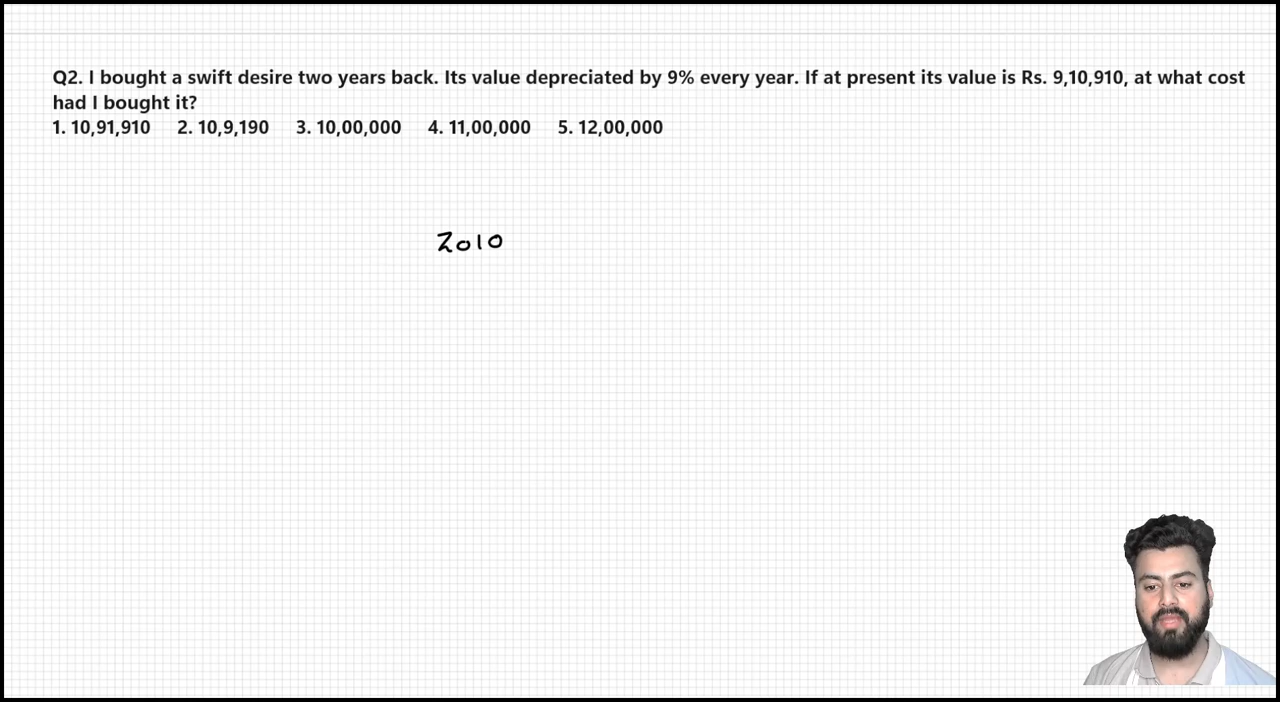 Q2. I bought a swift desire two years back. Its value depreciated by 9% every year. If at present its value is Rs. 9,10,910, at what cost
had I bought it?
1. 10,91,910 2. 10,9,190 3. 10,00,000 4. 11,00,000 5. 12,00,000
2010